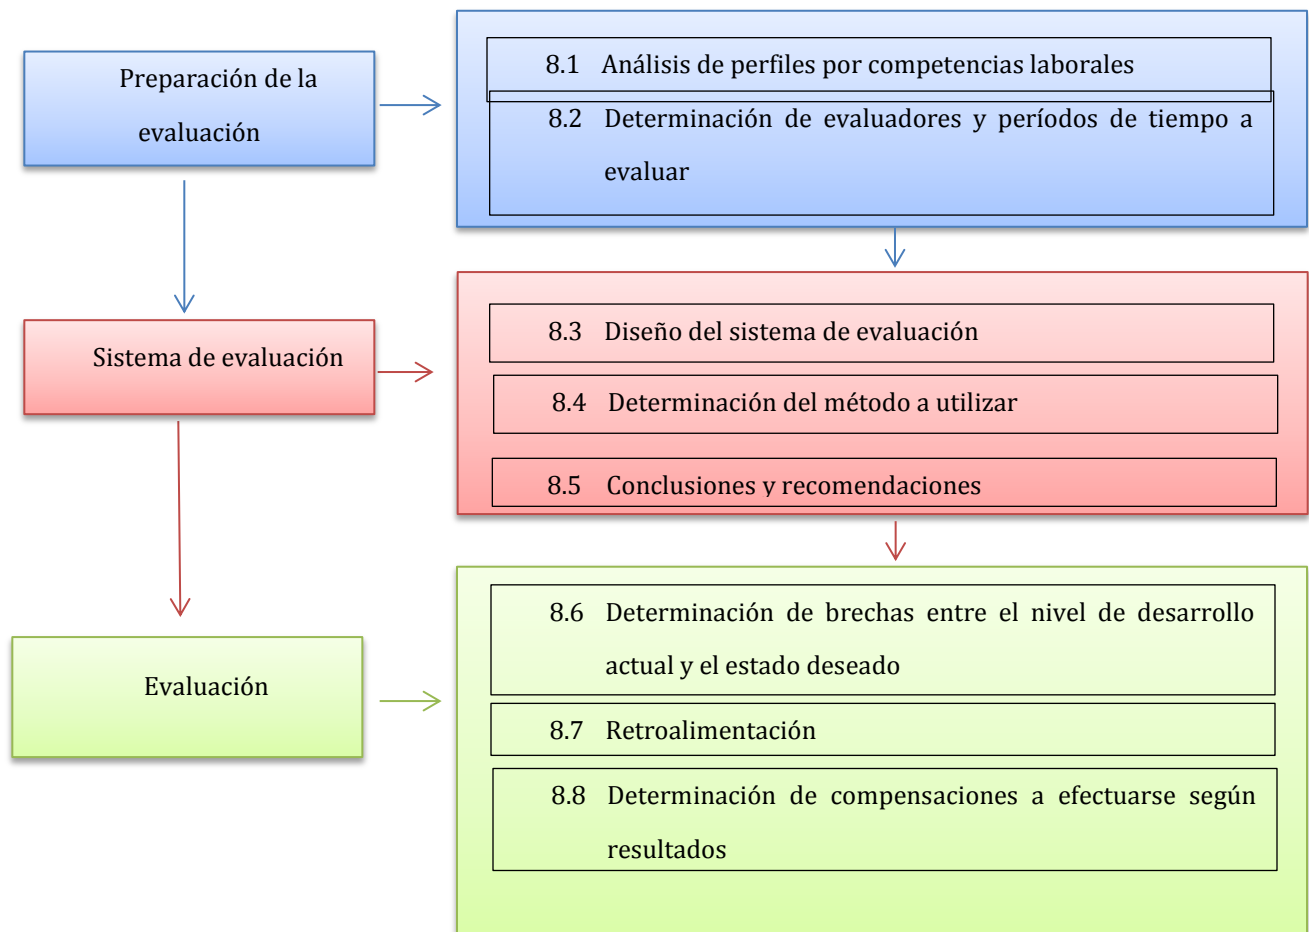 Preparación de la
evaluación
8.1 Análisis de perfiles por competencias laborales
8.2 Determinación de evaluadores y períodos de tiempo a
evaluar
Sistema de evaluación
8.3 Diseño del sistema de evaluación
8.4 Determinación del método a utilizar
8.5 Conclusiones y recomendaciones
Evaluación
8.6 Determinación de brechas entre el nivel de desarrollo
actual y el estado deseado
8.7 Retroalimentación
8.8 Determinación de compensaciones a efectuarse según
resultados